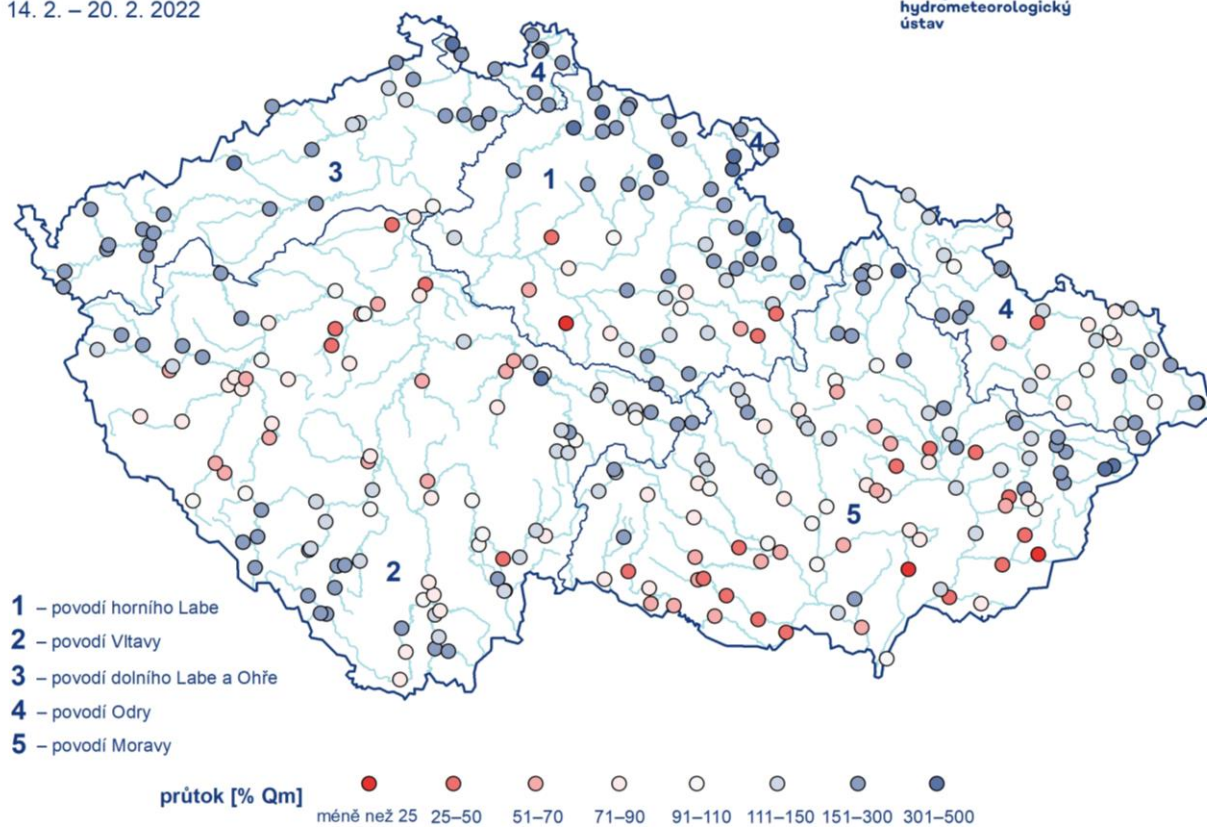 14. 2. – 20. 2. 2022
hydrometeorologický
ústav
4
4
3
1
4
5
2
1 – povodí horního Labe
2 – povodí Vltavy
3 – povodí dolního Labe a Ohře
4 – povodí Odry
5 – povodí Moravy
průtok [% Qm]
méně než 25 25–50 51–70 71–90 91–110 111–150 151–300 301–500